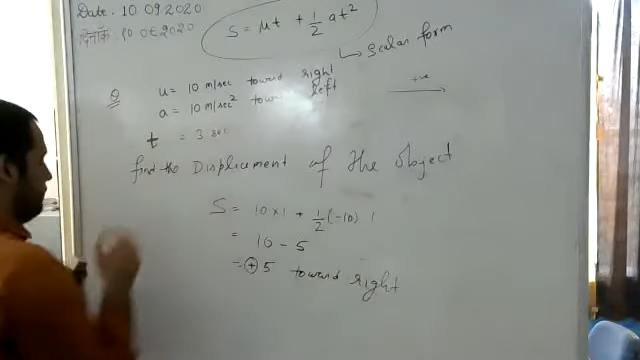 Date. 10 09 2020
दिनाँक. 10 09 2020
S = ut + 1/2 at²
↳ Scalar form
Q
u = 10 m/sec toward right
a = 10 m/sec² toward left
+ve
t = 3 sec
find the Displacement of the object
S = 10 × 1 + 1/2 (-10) 1
= 10 - 5
= + 5 toward right